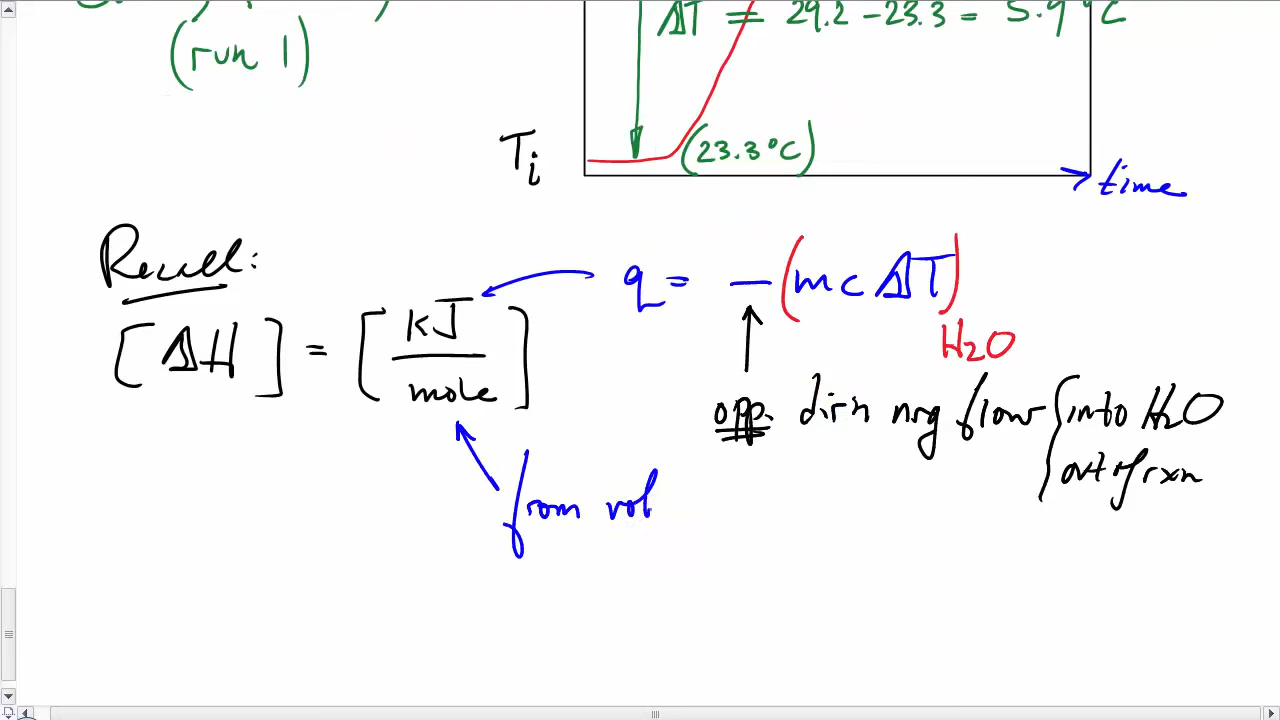 ΔT = 29.2 - 23.3 = 5.9 °C
(run 1)
Ti
(23.3°C)
time
Recall:
q = - (mcΔT) H2O
[ΔH] = [kJ/mole]
opp. dirn nrg flow {into H2O
out of rxn
from vol